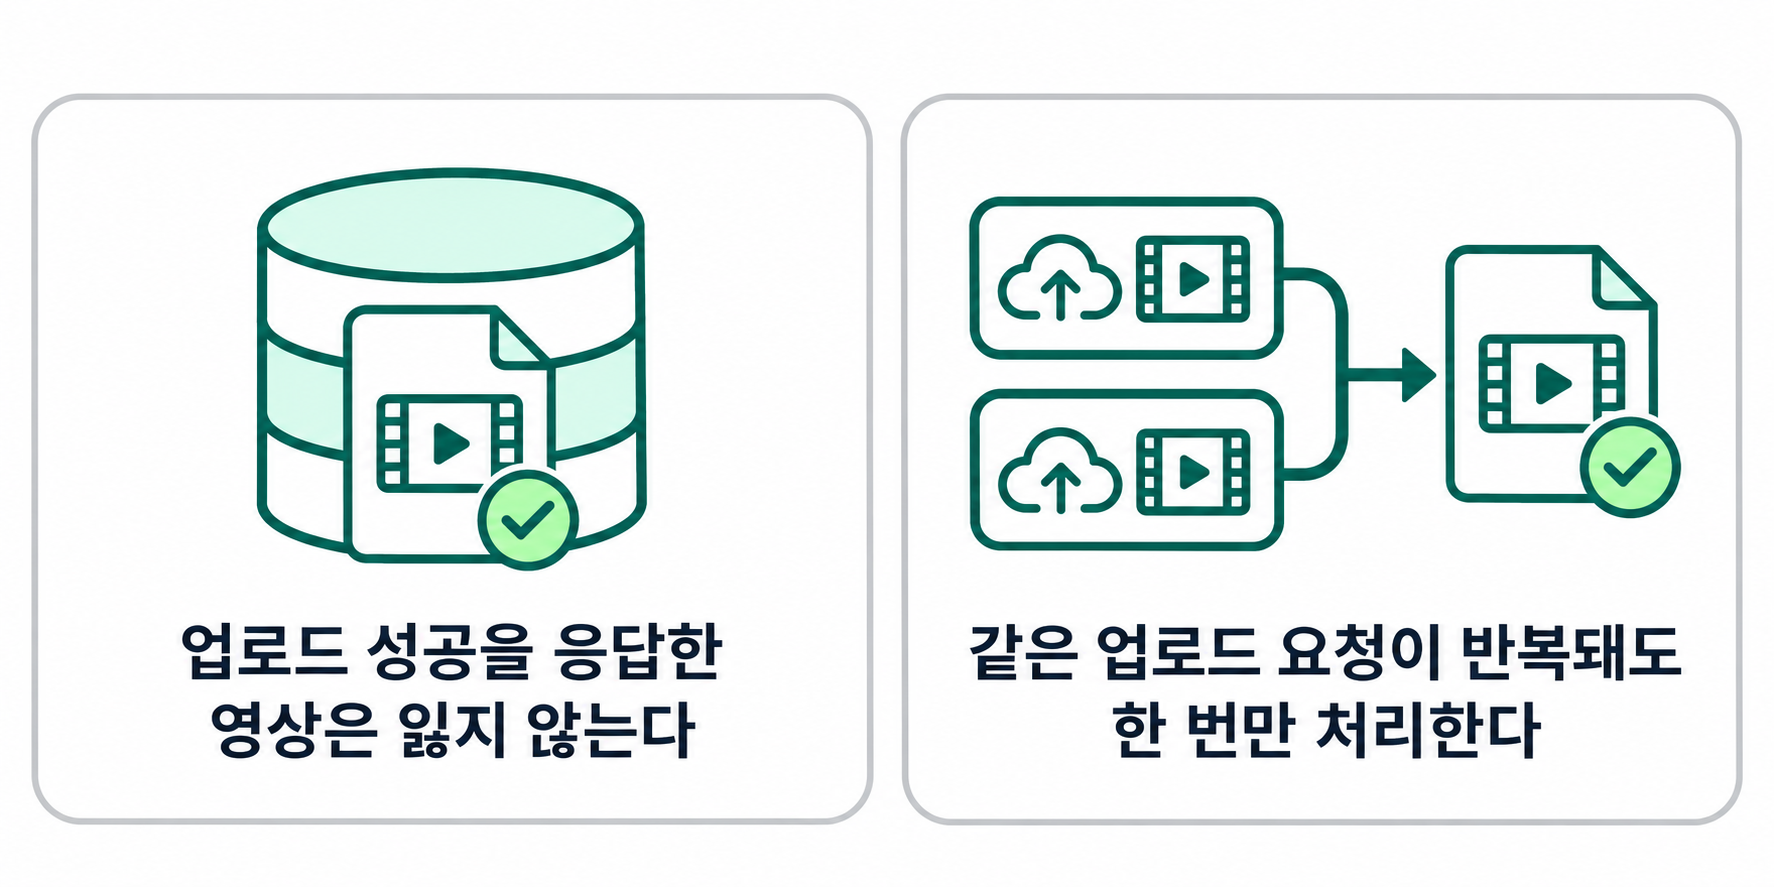 업로드 성공을 응답한
영상은 잃지 않는다
같은 업로드 요청이 반복돼도
한 번만 처리한다